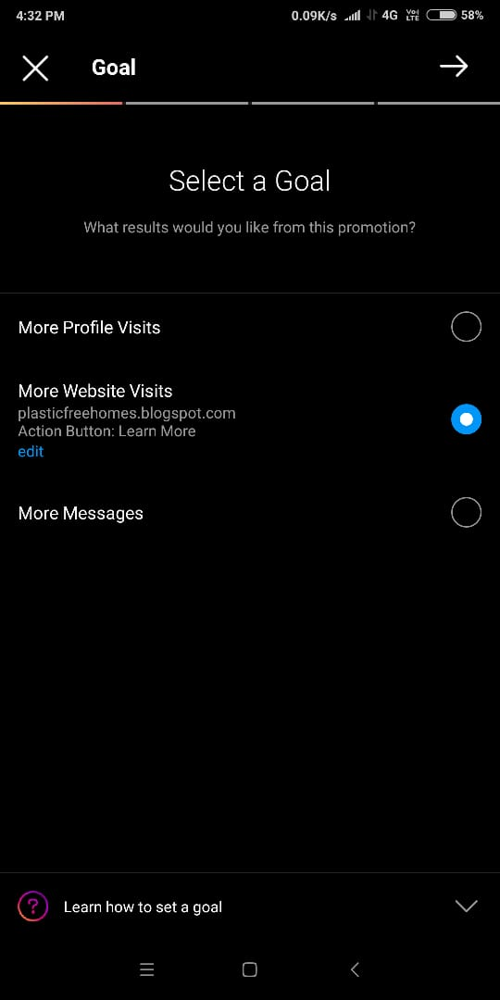 4:32 PM 0.09K/s 4G VoI LTE 58%
Goal
Select a Goal
What results would you like from this promotion?
More Profile Visits
More Website Visits
plasticfreehomes.blogspot.com
Action Button: Learn More
edit
More Messages
? Learn how to set a goal